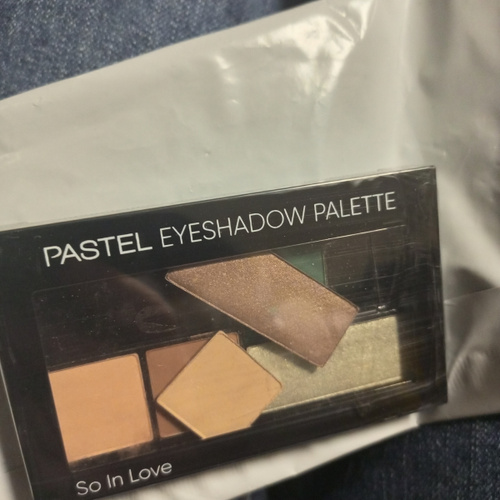 PASTEL EYESHADOW PALETTE
So In Love